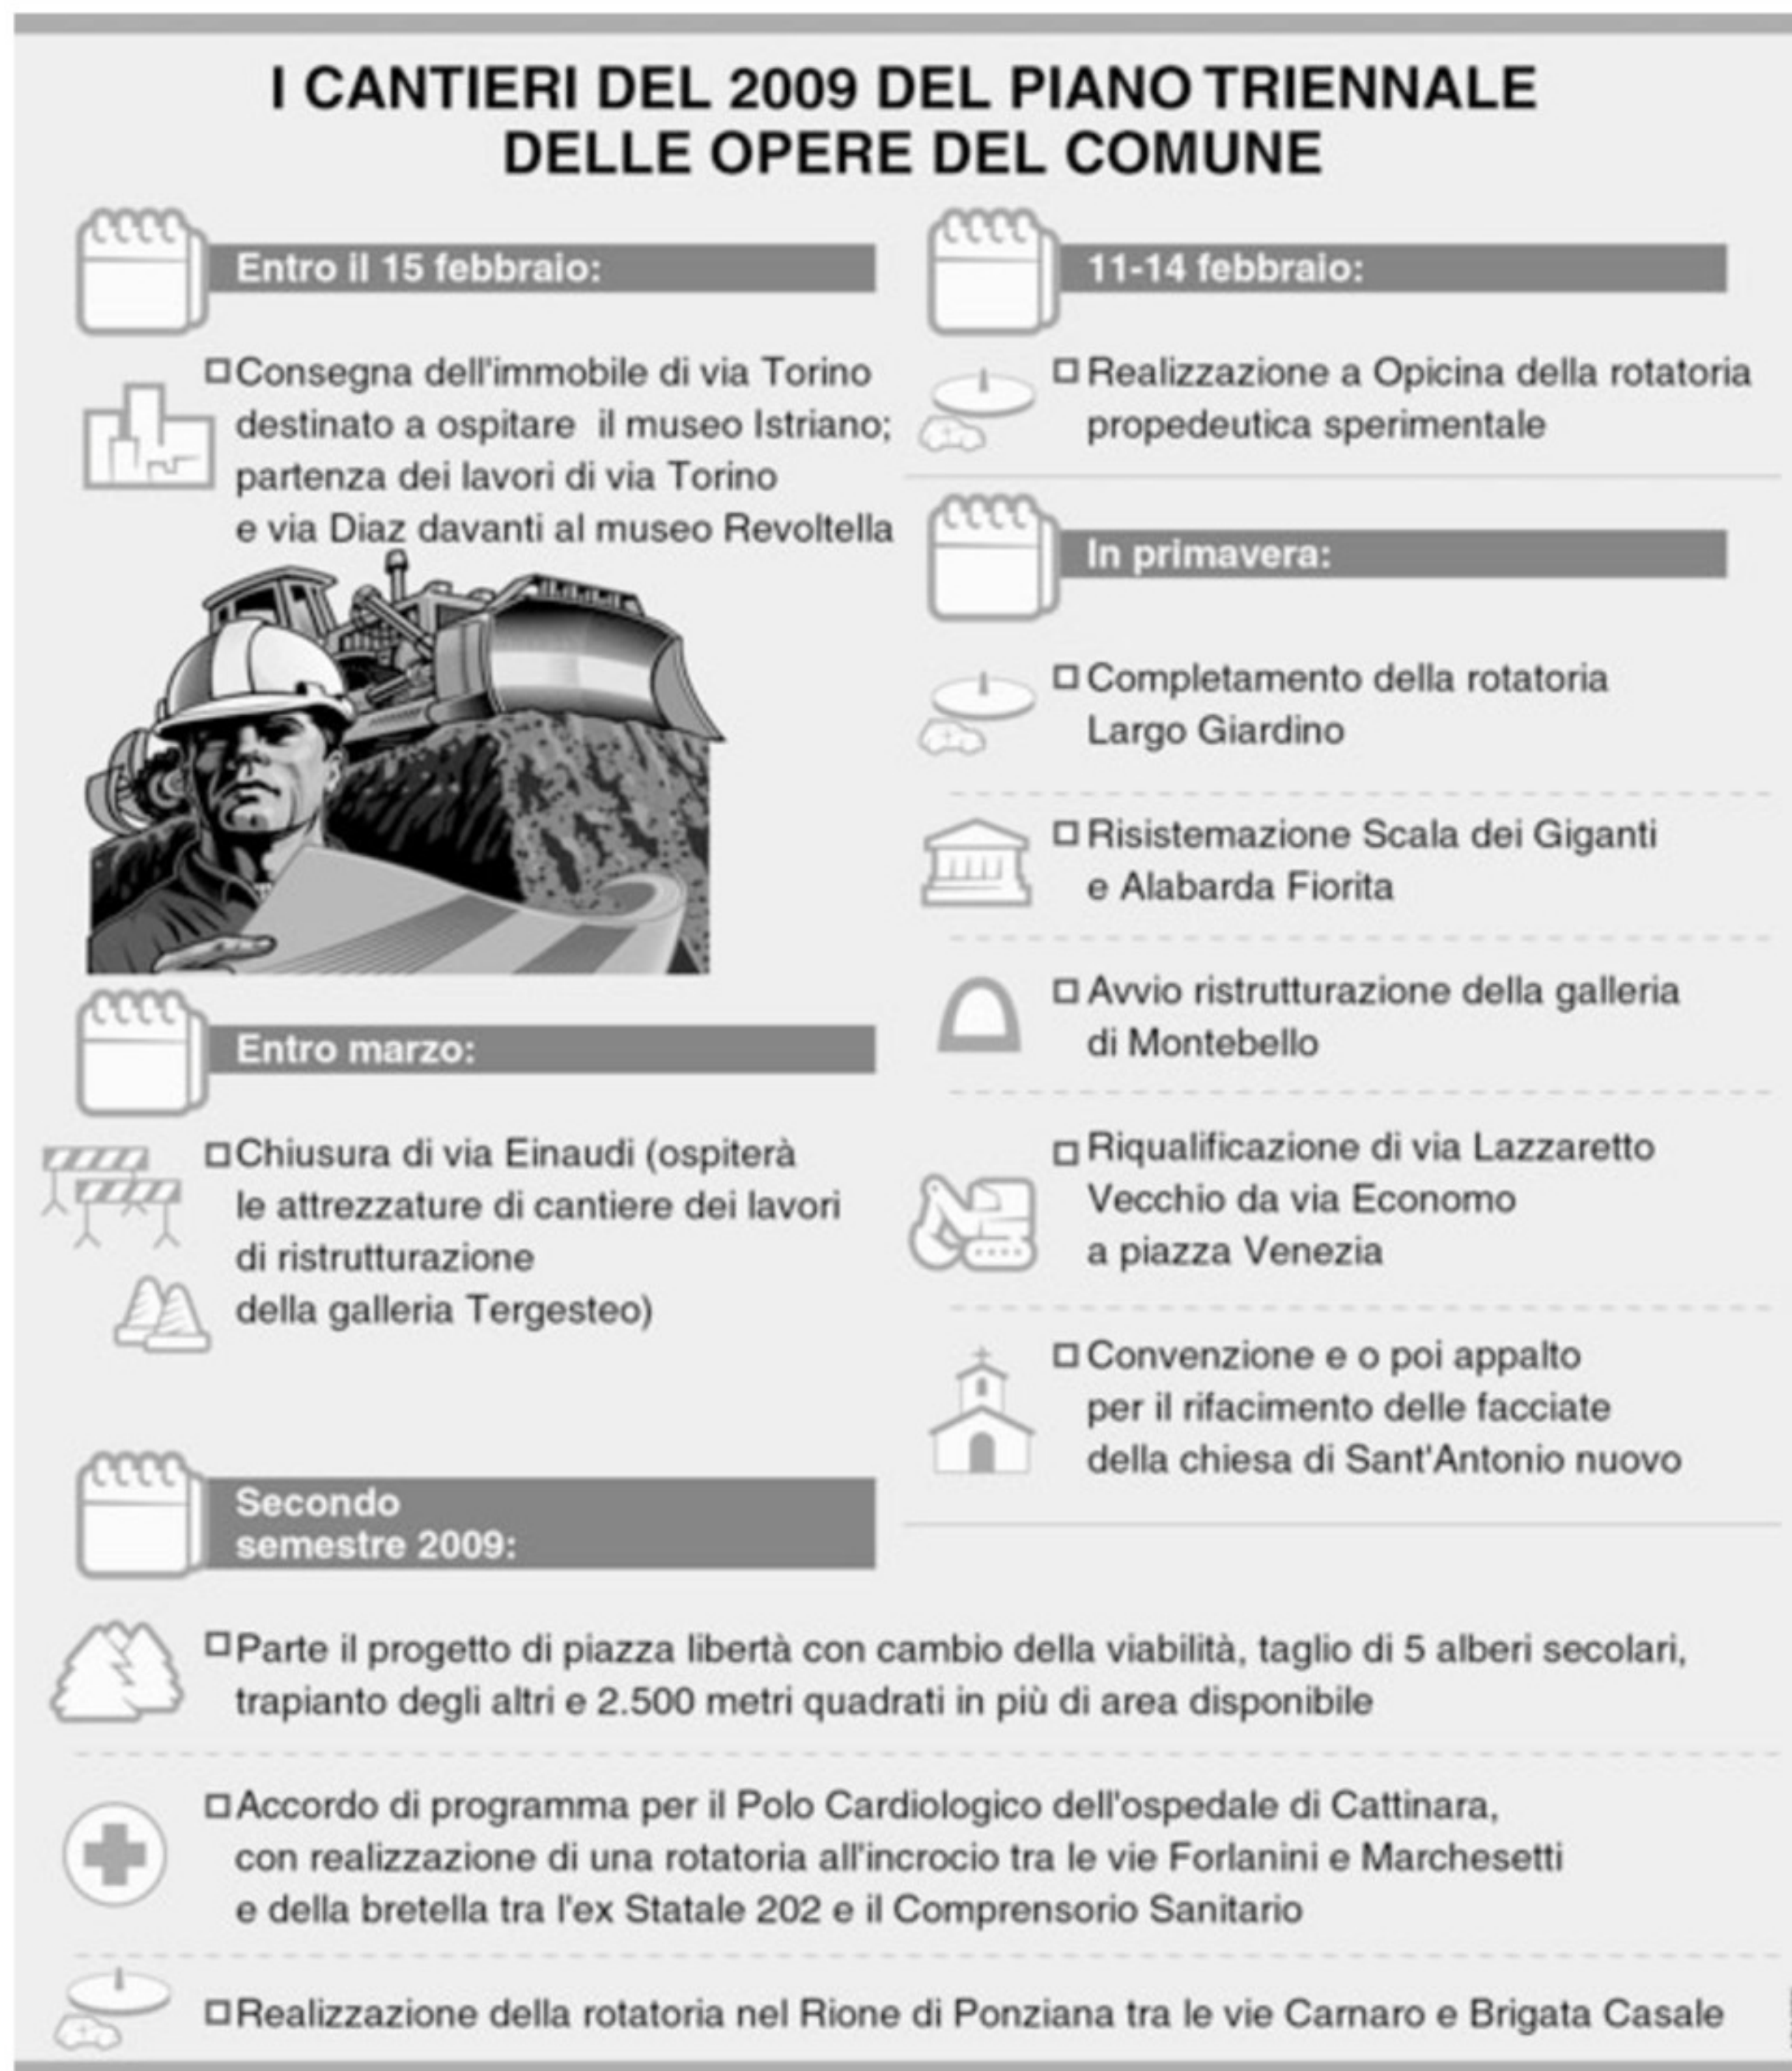 I CANTIERI DEL 2009 DEL PIANO TRIENNALE
DELLE OPERE DEL COMUNE
Entro il 15 febbraio:
Consegna dell'immobile di via Torino
destinato a ospitare il museo Istriano;
partenza dei lavori di via Torino
e via Diaz davanti al museo Revoltella
Entro marzo:
Chiusura di via Einaudi (ospiterà
le attrezzature di cantiere dei lavori
di ristrutturazione
della galleria Tergesteo)
11-14 febbraio:
Realizzazione a Opicina della rotatoria
propedeutica sperimentale
In primavera:
Completamento della rotatoria
Largo Giardino
Risistemazione Scala dei Giganti
e Alabarda Fiorita
Avvio ristrutturazione della galleria
di Montebello
Riqualificazione di via Lazzaretto
Vecchio da via Economo
a piazza Venezia
Convenzione e o poi appalto
per il rifacimento delle facciate
della chiesa di Sant'Antonio nuovo
Secondo
semestre 2009:
Parte il progetto di piazza libertà con cambio della viabilità, taglio di 5 alberi secolari,
trapianto degli altri e 2.500 metri quadrati in più di area disponibile
Accordo di programma per il Polo Cardiologico dell'ospedale di Cattinara,
con realizzazione di una rotatoria all'incrocio tra le vie Forlanini e Marchesetti
e della bretella tra l'ex Statale 202 e il Comprensorio Sanitario
Realizzazione della rotatoria nel Rione di Ponziana tra le vie Carnaro e Brigata Casale